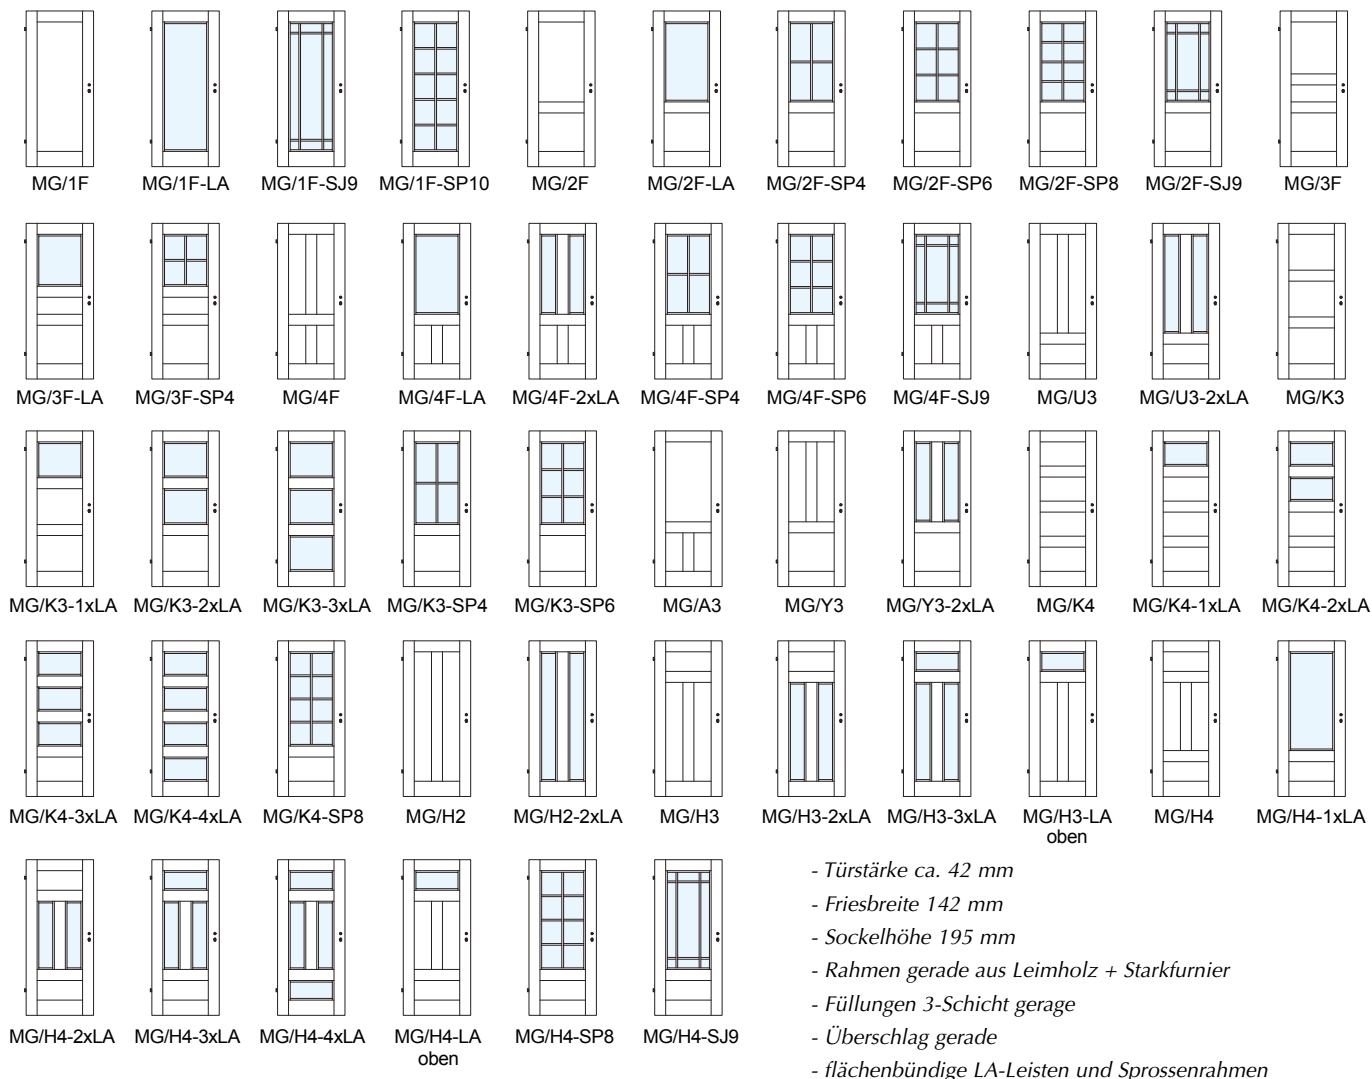 MG/1F MG/1F-LA MG/1F-SJ9 MG/1F-SP10 MG/2F MG/2F-LA MG/2F-SP4 MG/2F-SP6 MG/2F-SP8 MG/2F-SJ9 MG/3F
MG/3F-LA MG/3F-SP4 MG/4F MG/4F-LA MG/4F-2xLA MG/4F-SP4 MG/4F-SP6 MG/4F-SJ9 MG/U3 MG/U3-2xLA MG/K3
MG/K3-1xLA MG/K3-2xLA MG/K3-3xLA MG/K3-SP4 MG/K3-SP6 MG/A3 MG/Y3 MG/Y3-2xLA MG/K4 MG/K4-1xLA MG/K4-2xLA
MG/K4-3xLA MG/K4-4xLA MG/K4-SP8 MG/H2 MG/H2-2xLA MG/H3 MG/H3-2xLA MG/H3-3xLA MG/H3-LA MG/H4 MG/H4-1xLA
oben
MG/H4-2xLA MG/H4-3xLA MG/H4-4xLA MG/H4-LA MG/H4-SP8 MG/H4-SJ9
oben
- Türstärke ca. 42 mm
- Friesbreite 142 mm
- Sockelhöhe 195 mm
- Rahmen gerade aus Leimholz + Starkfurnier
- Füllungen 3-Schicht gerage
- Überschlag gerade
- flächenbündige LA-Leisten und Sprossenrahmen